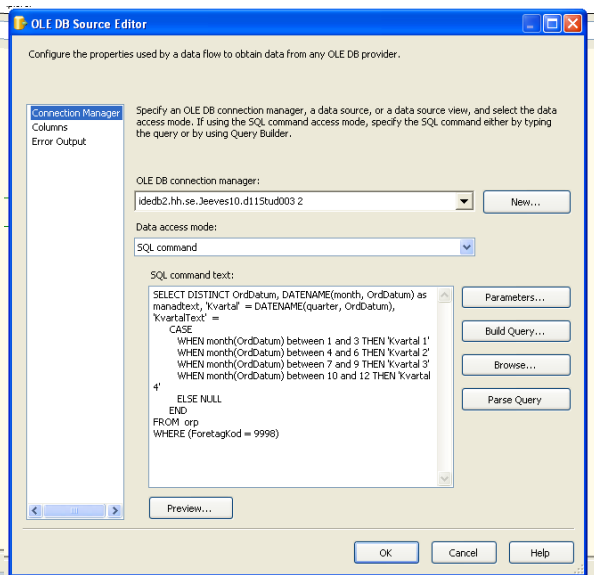 OLE DB Source Editor
Configure the properties used by a data flow to obtain data from any OLE DB provider.
Connection Manager
Columns
Error Output
Specify an OLE DB connection manager, a data source, or a data source view, and select the data
access mode. If using the SQL command access mode, specify the SQL command either by typing
the query or by using Query Builder.
OLE DB connection manager:
idedb2.hh.se.Jeeves10.d11Stud003 2
New...
Data access mode:
SQL command
SQL command text:
SELECT DISTINCT OrdDatum, DATENAME(month, OrdDatum) as
manadtext, 'Kvartal' = DATENAME(quarter, OrdDatum),
'KvartalText' =
CASE
WHEN month(OrdDatum) between 1 and 3 THEN 'Kvartal 1'
WHEN month(OrdDatum) between 4 and 6 THEN 'Kvartal 2'
WHEN month(OrdDatum) between 7 and 9 THEN 'Kvartal 3'
WHEN month(OrdDatum) between 10 and 12 THEN 'Kvartal
4'
ELSE NULL
END
FROM orp
WHERE (ForetagKod = 9998)
Parameters...
Build Query...
Browse...
Parse Query
Preview...
OK
Cancel
Help